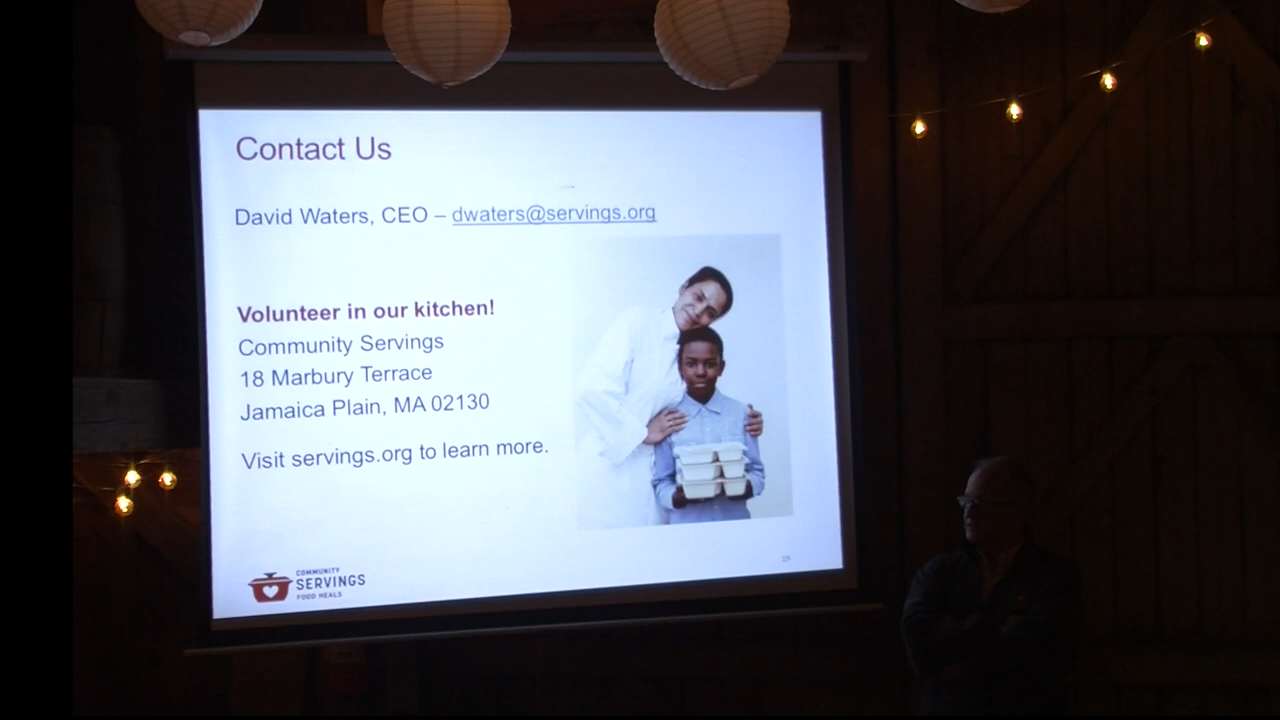 Contact Us
David Waters, CEO – dwaters@servings.org
Volunteer in our kitchen!
Community Servings
18 Marbury Terrace
Jamaica Plain, MA 02130
Visit servings.org to learn more.
COMMUNITY
SERVINGS
FOOD HEALS
19